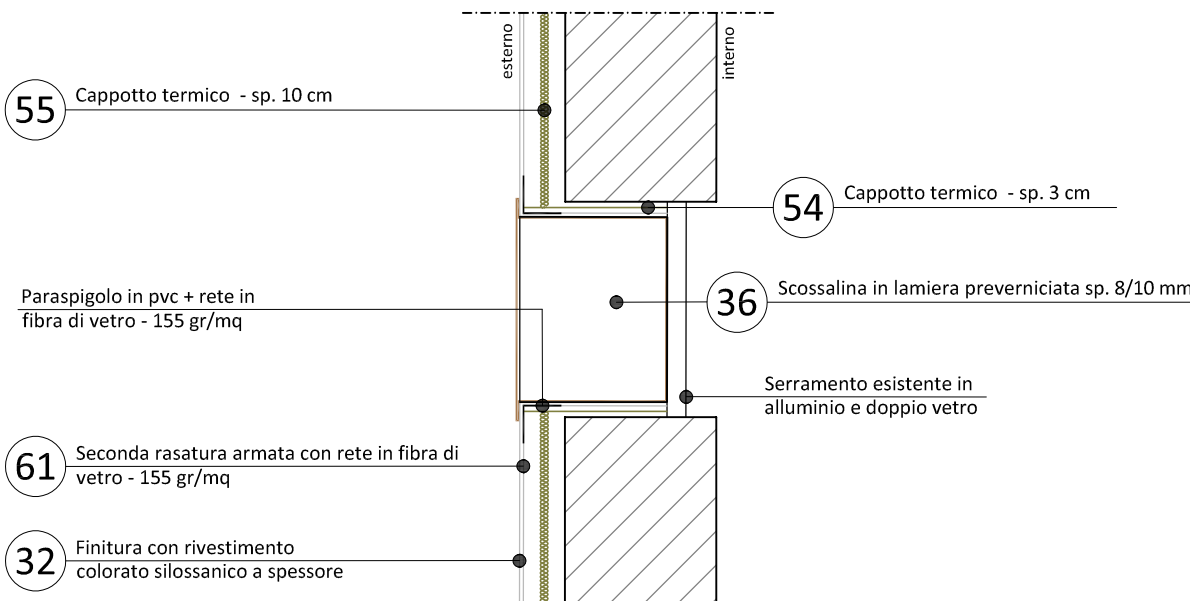 esterno
interno
55
Cappotto termico - sp. 10 cm
54
Cappotto termico - sp. 3 cm
Paraspigolo in pvc + rete in
fibra di vetro - 155 gr/mq
36
Scossalina in lamiera preverniciata sp. 8/10 mm
Serramento esistente in
alluminio e doppio vetro
61
Seconda rasatura armata con rete in fibra di
vetro - 155 gr/mq
32
Finitura con rivestimento
colorato silossanico a spessore